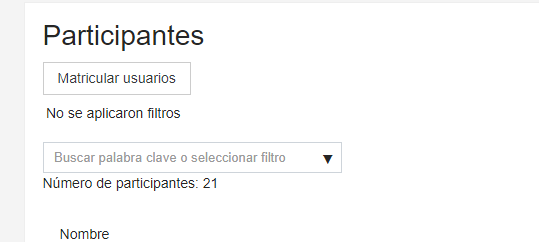 Participantes
Matricular usuarios
No se aplicaron filtros
Buscar palabra clave o seleccionar filtro
Número de participantes: 21
Nombre